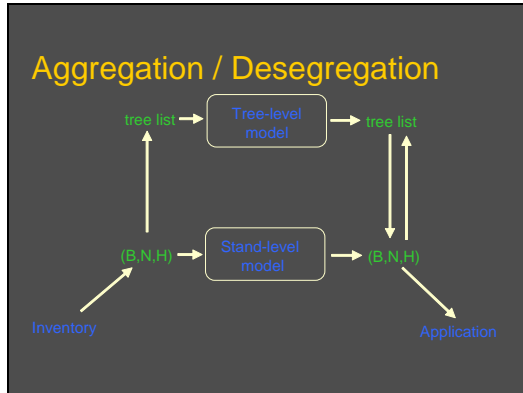 Aggregation / Desegregation
tree list
Tree-level
model
tree list
(B,N,H)
Stand-level
model
(B,N,H)
Inventory
Application